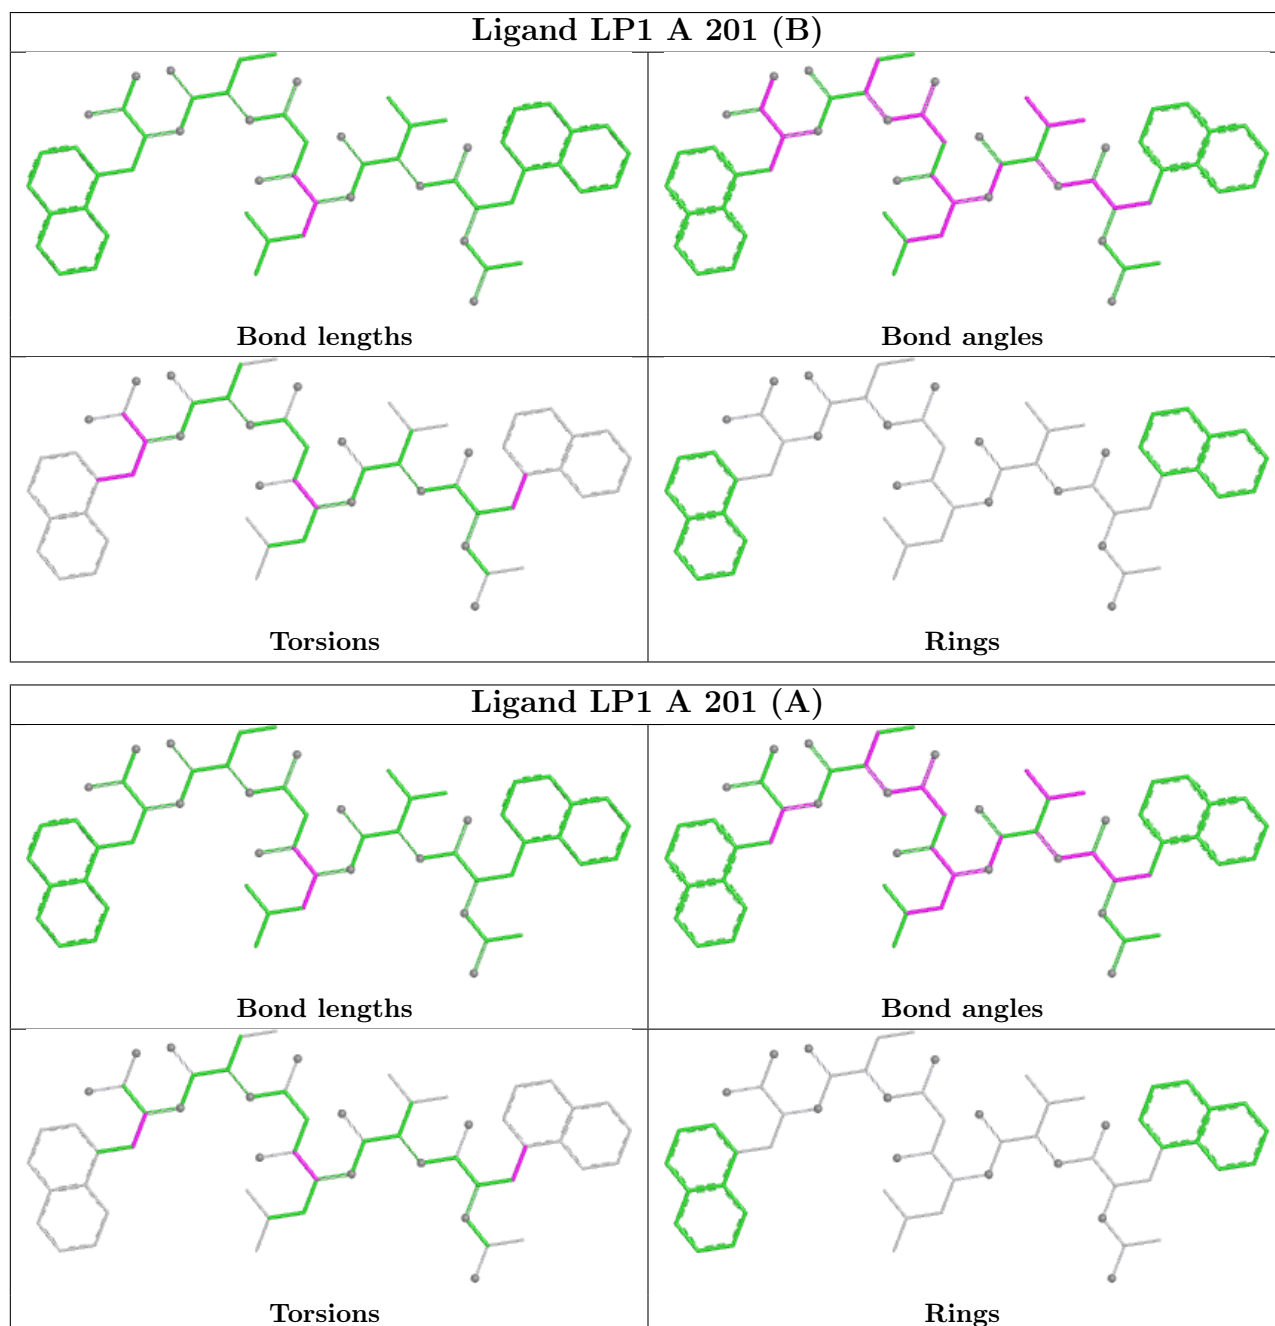 Ligand LP1 A 201 (B)
Bond lengths
Bond angles
Torsions
Rings
Ligand LP1 A 201 (A)
Bond lengths
Bond angles
Torsions
Rings